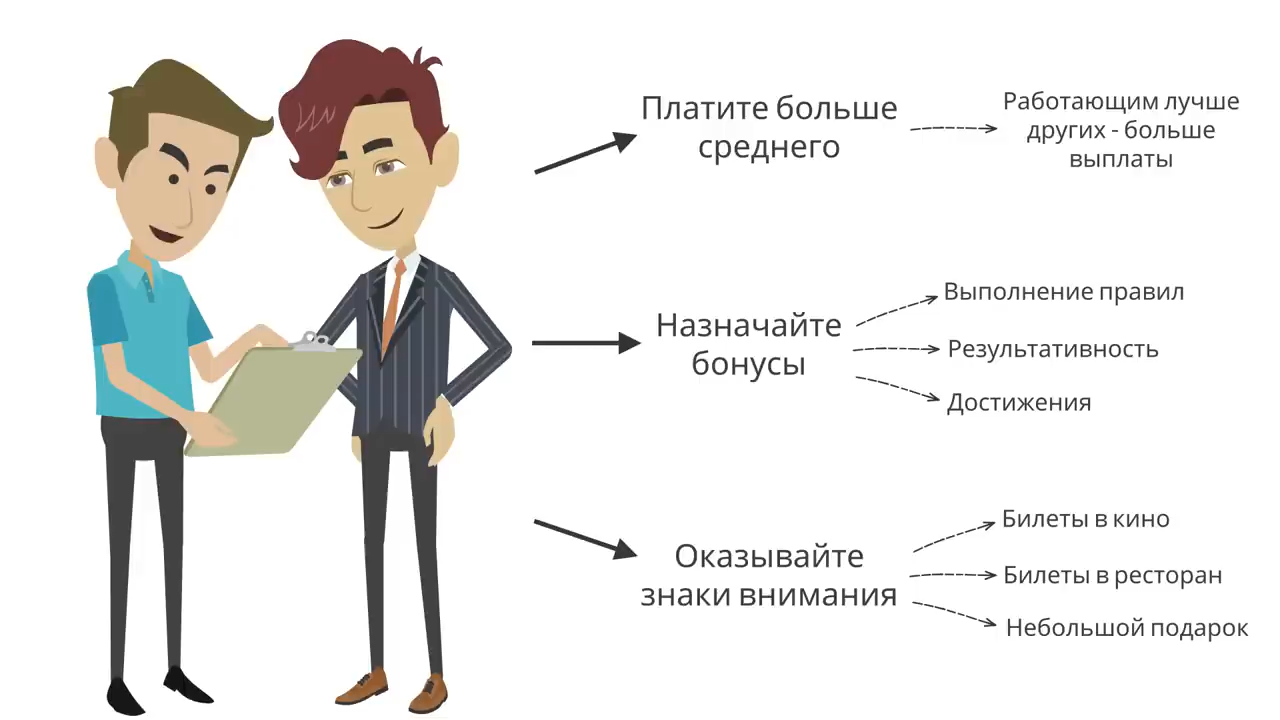 Платите больше
среднего
Работающим лучше
других - больше
выплаты
Назначайте
бонусы
Выполнение правил
Результативность
Достижения
Оказывайте
знаки внимания
Билеты в кино
Билеты в ресторан
Небольшой подарок